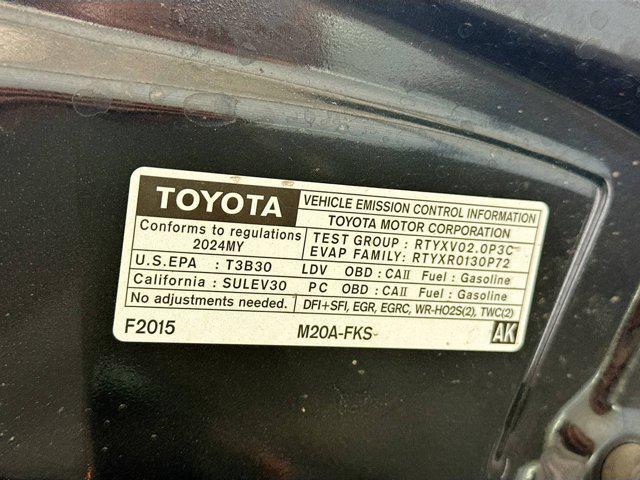 TOYOTA VEHICLE EMISSION CONTROL INFORMATION
TOYOTA MOTOR CORPORATION
Conforms to regulations
2024MY
TEST GROUP : RTYXV02.0P3C
EVAP FAMILY: RTYXR0130P72
U.S.EPA : T3B30 LDV OBD : CAII Fuel : Gasoline
California : SULEV30 PC OBD : CAII Fuel : Gasoline
No adjustments needed. DFI+SFI, EGR, EGRC, WR-HO2S(2), TWC(2)
F2015 M20A-FKS AK